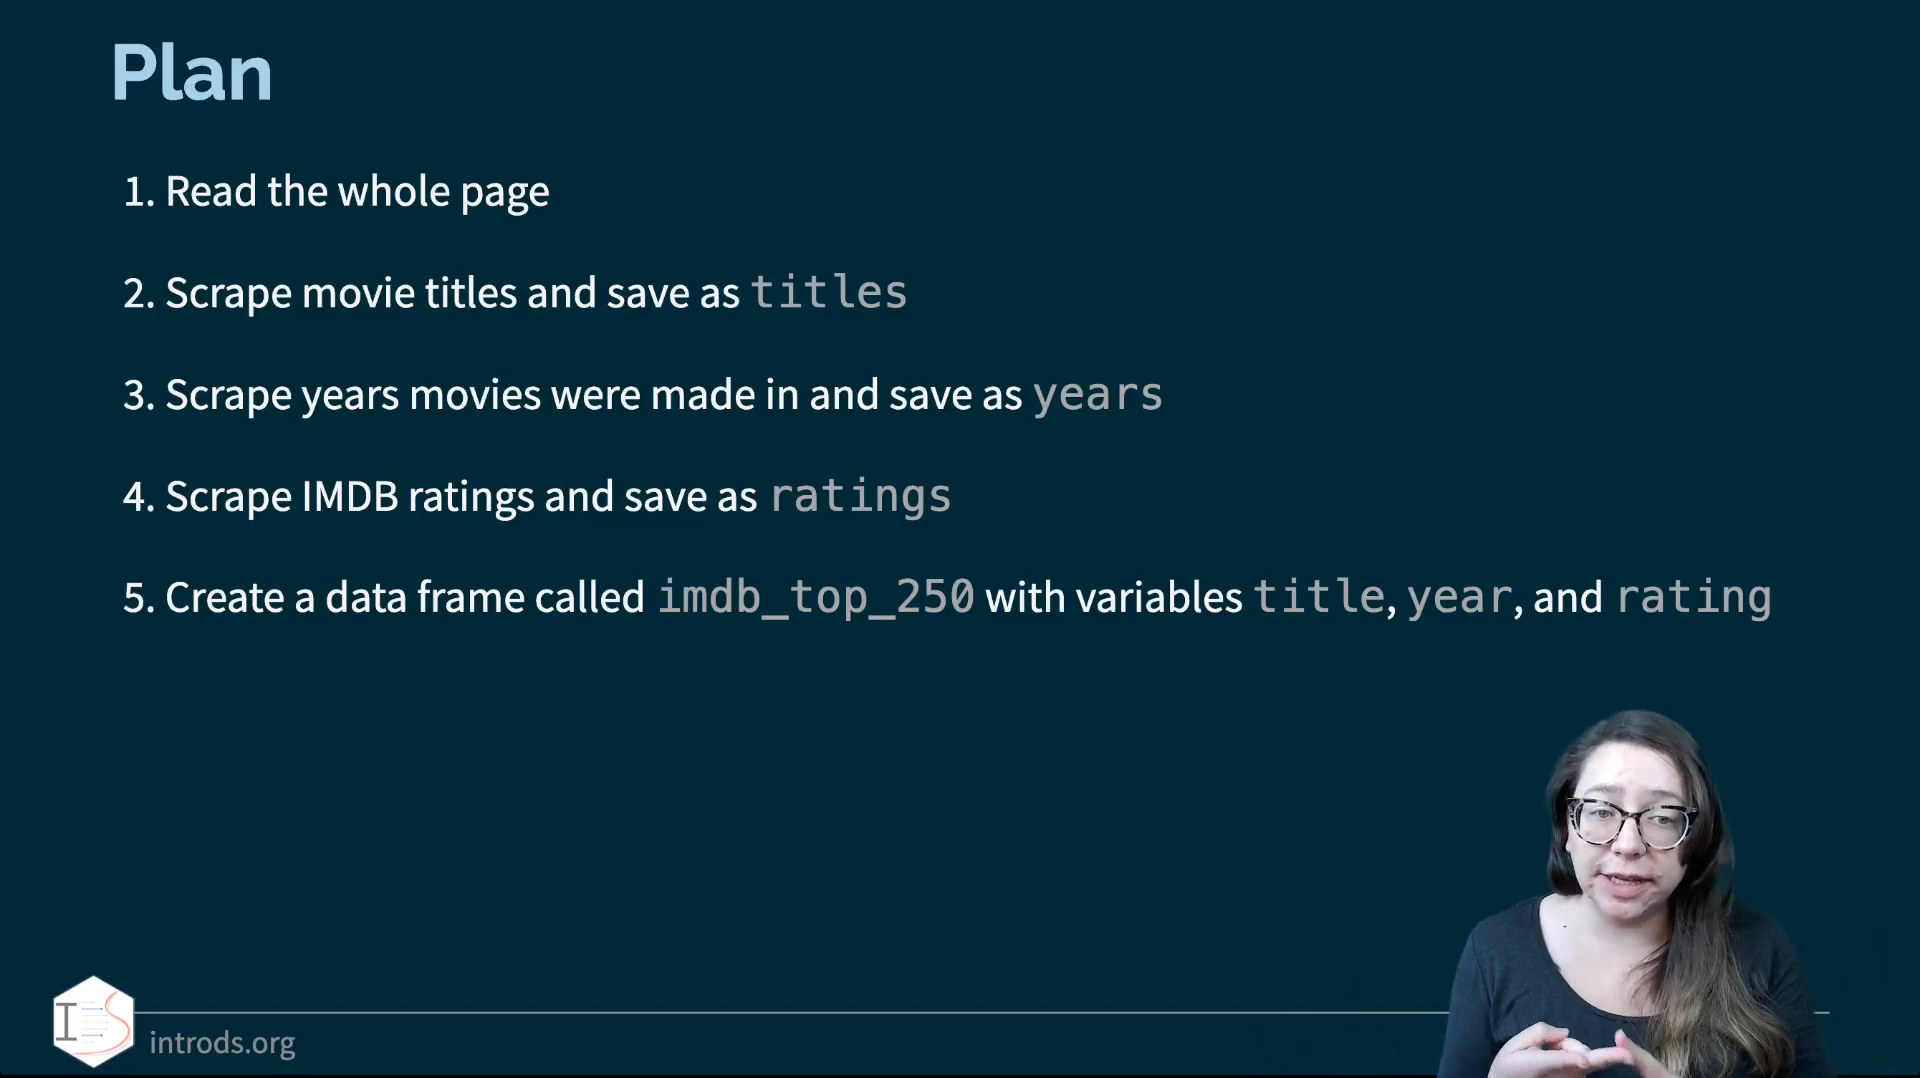 Plan
1. Read the whole page
2. Scrape movie titles and save as titles
3. Scrape years movies were made in and save as years
4. Scrape IMDB ratings and save as ratings
5. Create a data frame called imdb_top_250 with variables title, year, and rating
IDS
introds.org